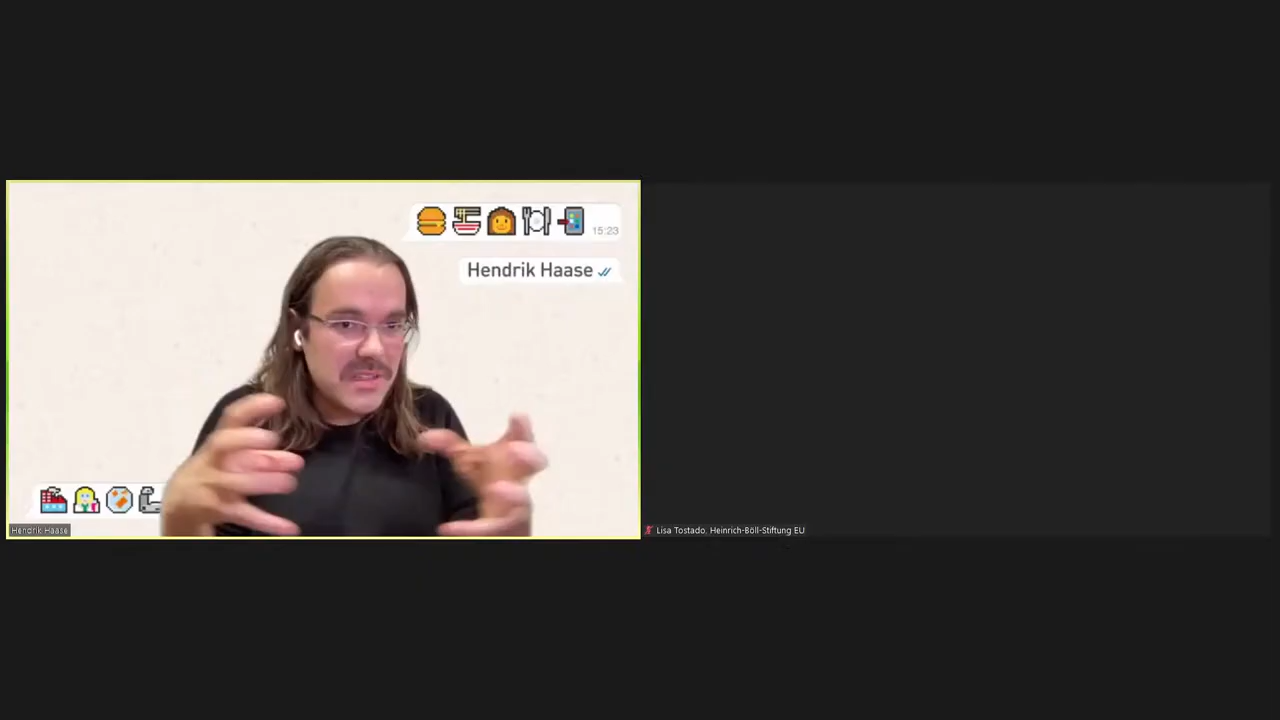 15:23
Hendrik Haase
Hendrik Haase
Lisa Tostado. Heinrich-Böll-Stiftung EU